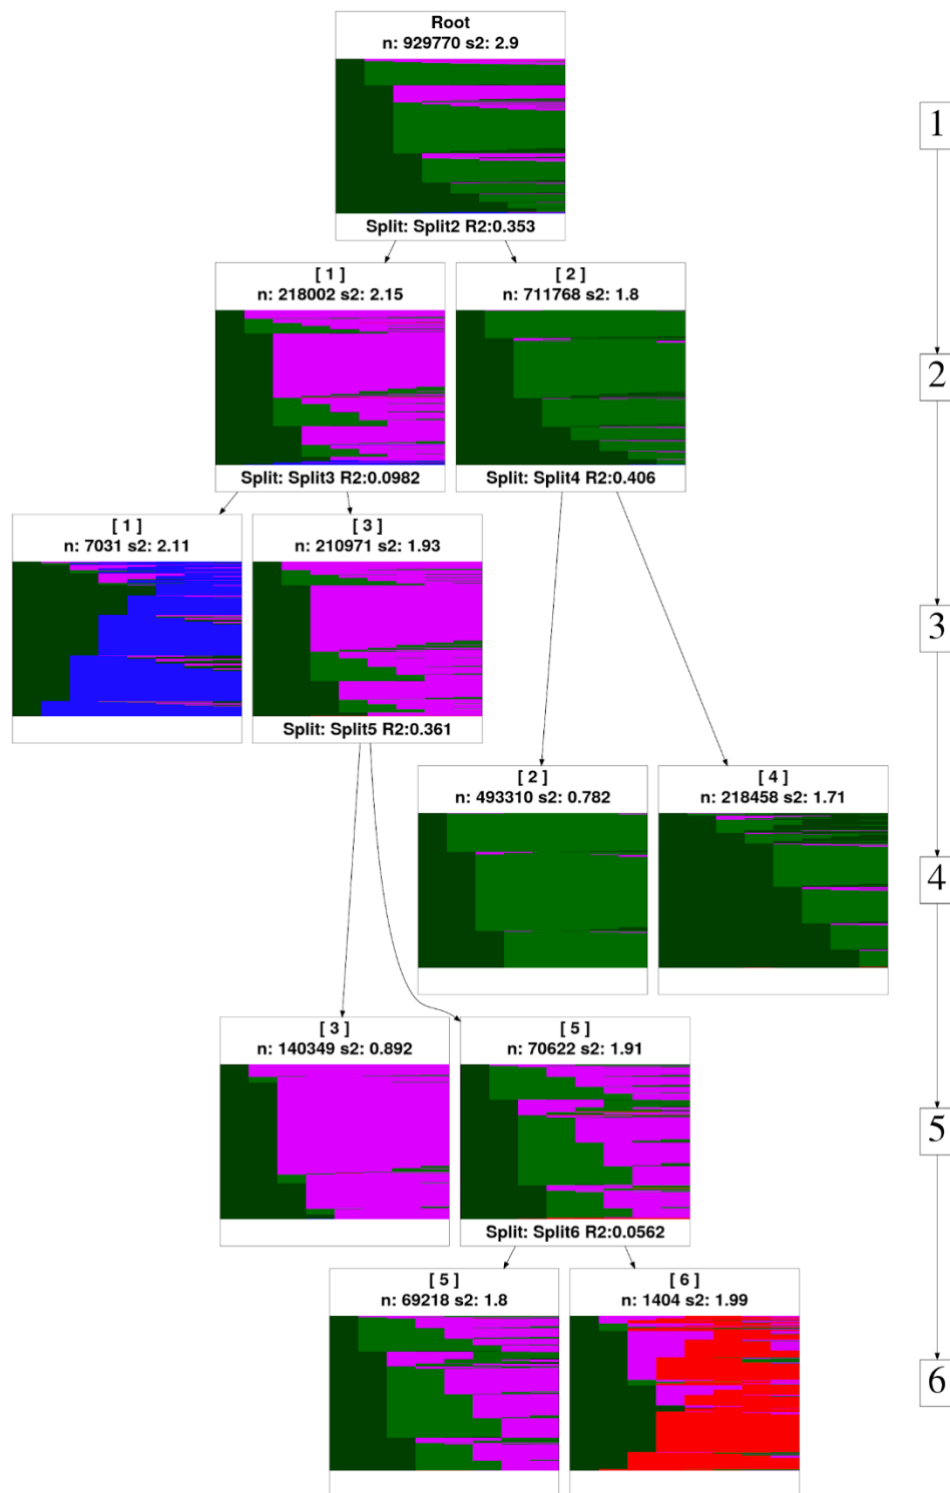 Root
n: 929770 s2: 2.9
Split: Split2 R2:0.353
1
[ 1 ]
n: 218002 s2: 2.15
Split: Split3 R2:0.0982
[ 2 ]
n: 711768 s2: 1.8
Split: Split4 R2:0.406
2
[ 1 ]
n: 7031 s2: 2.11
[ 3 ]
n: 210971 s2: 1.93
Split: Split5 R2:0.361
3
[ 2 ]
n: 493310 s2: 0.782
[ 4 ]
n: 218458 s2: 1.71
4
[ 3 ]
n: 140349 s2: 0.892
[ 5 ]
n: 70622 s2: 1.91
Split: Split6 R2:0.0562
5
[ 5 ]
n: 69218 s2: 1.8
[ 6 ]
n: 1404 s2: 1.99
6